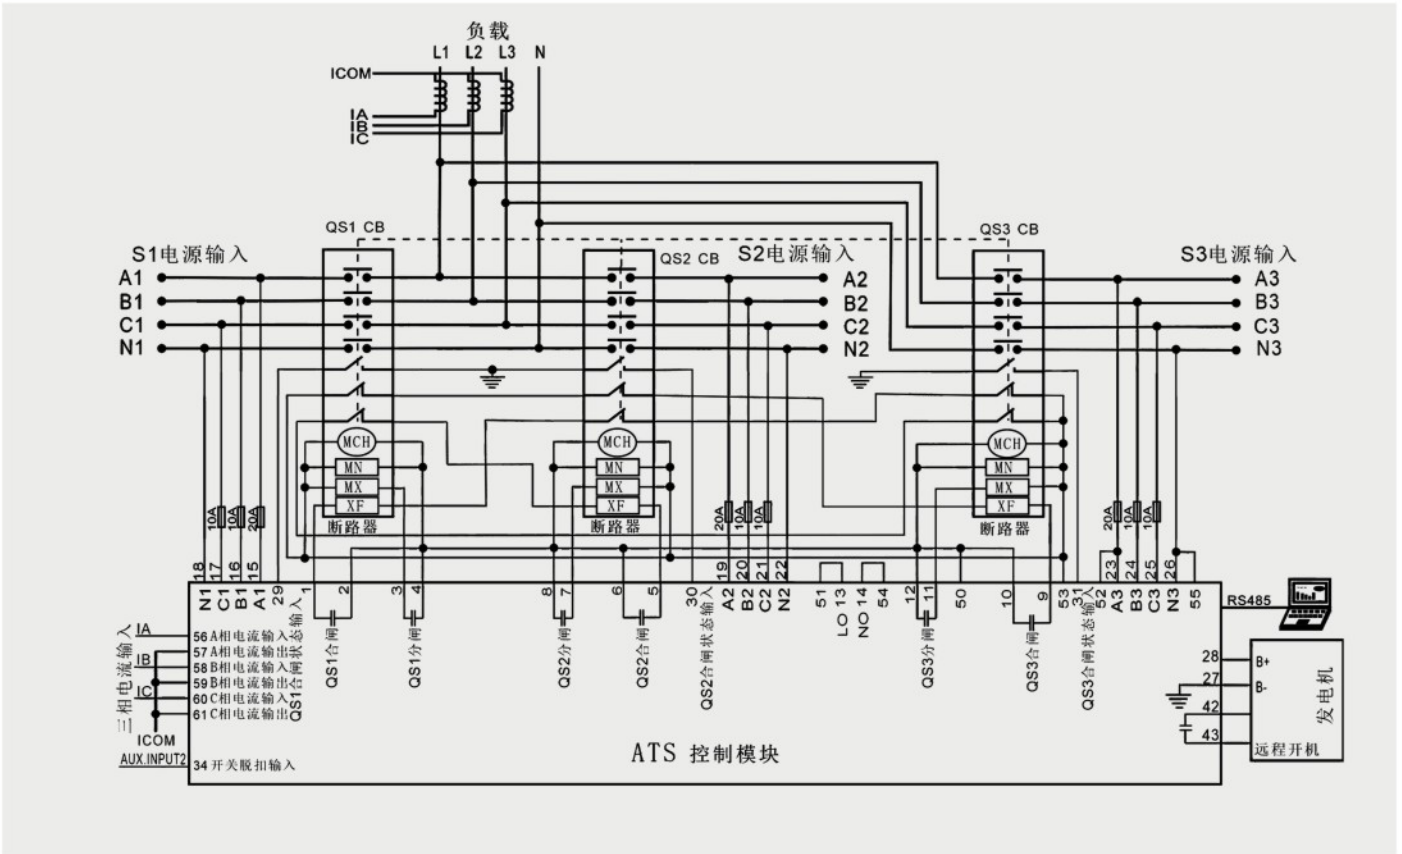 负载
L1 L2 L3 N
ICOM
IA
IB
IC
QS1 CB
QS2 CB
QS3 CB
S1电源输入
S2电源输入
S3电源输入
A1
B1
C1
N1
A2
B2
C2
N2
A3
B3
C3
N3
MCH
MN
MX
XF
断路器
MCH
MN
MX
XF
断路器
MCH
MN
MX
XF
断路器
10A
10A
20A
20A
10A
10A
20A
10A
10A
18 17 16 15 29 1 2 3 4 8 7 6 5 30 19 20 21 22 51 13 14 54 12 11 50 10 9 53 31 52 23 24 25 26 55
N1 C1 B1 A1
QS1合闸状态输入
QS1合闸
QS1分闸
QS2分闸
QS2合闸
QS2合闸状态输入
A2 B2 C2 N2
LO
NO
QS3分闸
QS3合闸
QS3合闸状态输入
A3 B3 C3 N3
RS485
三相电流输入
IA
IB
IC
ICOM
AUX.INPUT2
56 A相电流输入
57 A相电流输出
58 B相电流输入
59 B相电流输出
60 C相电流输入
61 C相电流输出
34 开关脱扣输入
ATS 控制模块
28
27
42
43
B+
B-
发电机
远程开机